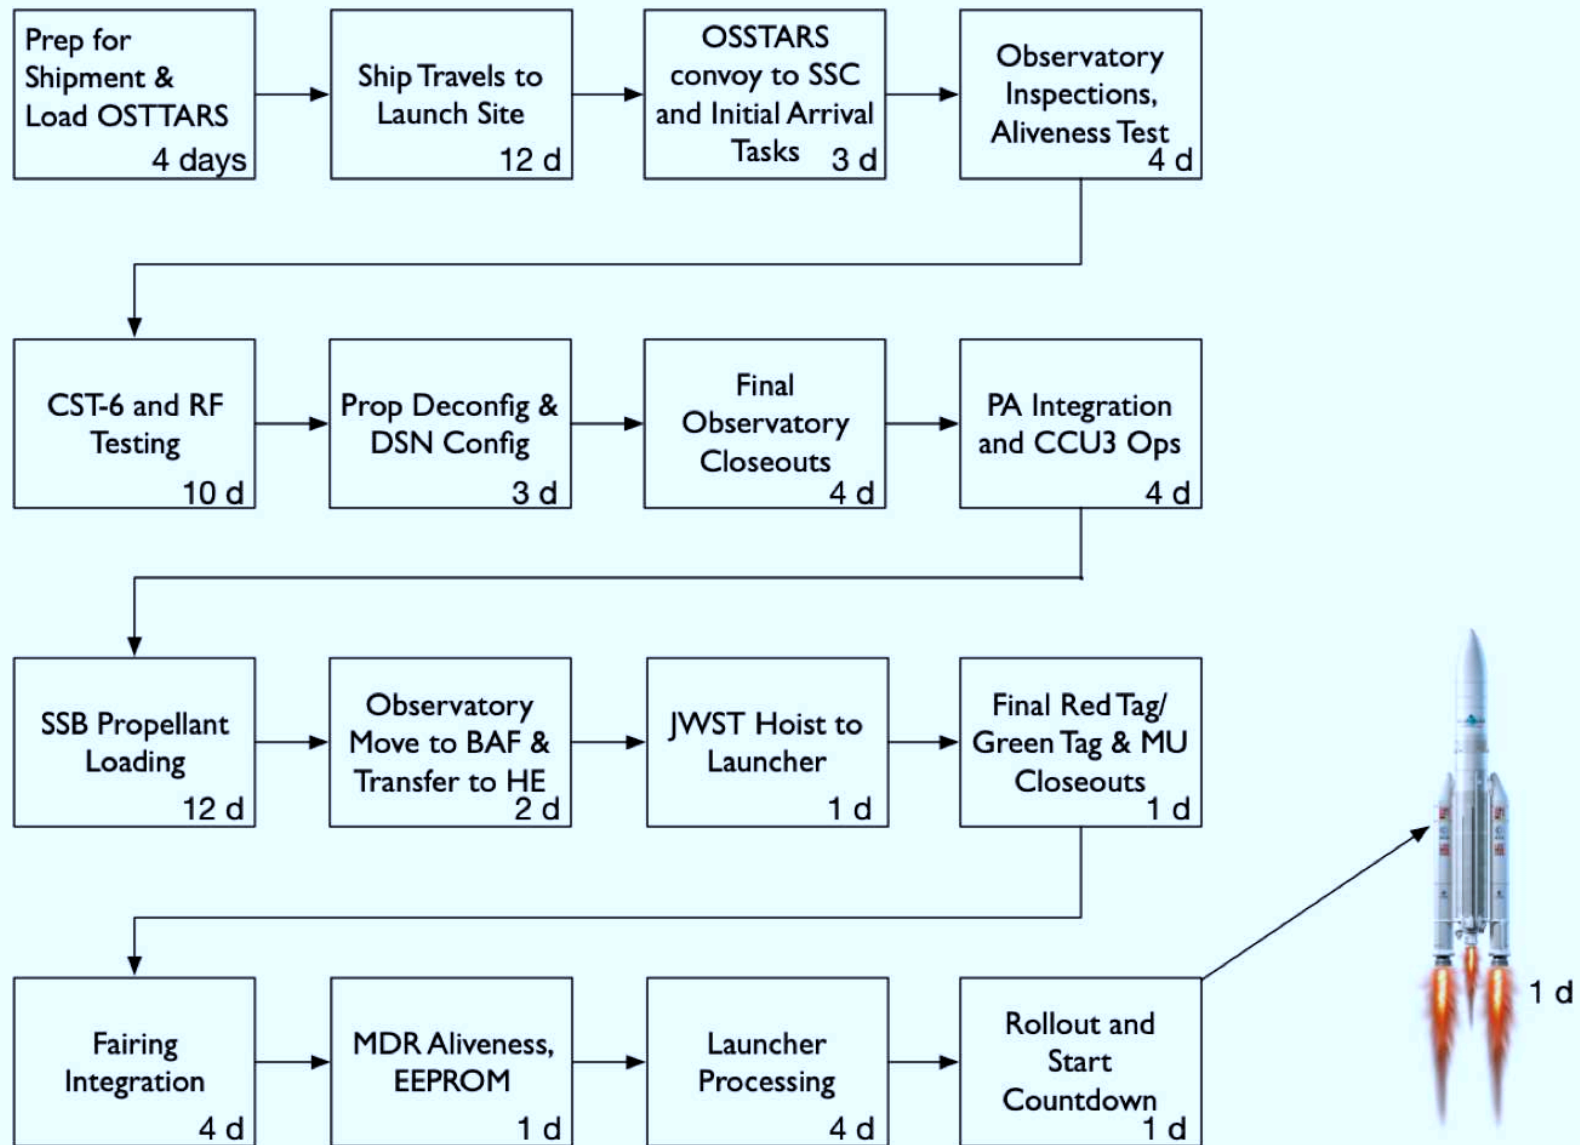 Prep for
Shipment &
Load OSTTARS
4 days
Ship Travels to
Launch Site
12 d
OSSTARS
convoy to SSC
and Initial Arrival
Tasks
3 d
Observatory
Inspections,
Aliveness Test
4 d
CST-6 and RF
Testing
10 d
Prop Deconfig &
DSN Config
3 d
Final
Observatory
Closeouts
4 d
PA Integration
and CCU3 Ops
4 d
SSB Propellant
Loading
12 d
Observatory
Move to BAF &
Transfer to HE
2 d
JWST Hoist to
Launcher
1 d
Final Red Tag/
Green Tag & MU
Closeouts
1 d
Fairing
Integration
4 d
MDR Aliveness,
EEPROM
1 d
Launcher
Processing
4 d
Rollout and
Start
Countdown
1 d
1 d